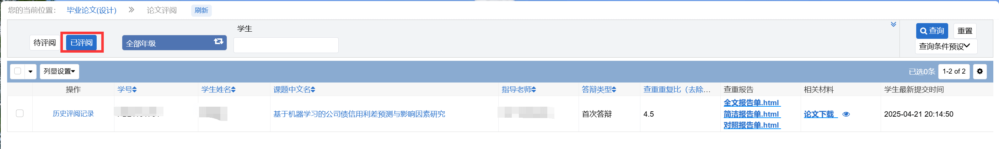 您的当前位置： 毕业论文(设计) 论文评阅 刷新
学生
待评阅 已评阅 全部年级
查询 重置
查询条件预设
列显设置 已选0条 1-2 of 2
操作 学号 学生姓名 课题中文名 指导老师 答辩类型 查重重复比（去除... 查重报告 相关材料 学生最新提交时间
历史评阅记录 基于机器学习的公司债信用利差预测与影响因素研究 首次答辩 4.5 全文报告单.html
简洁报告单.html
对照报告单.html
论文下载 2025-04-21 20:14:50